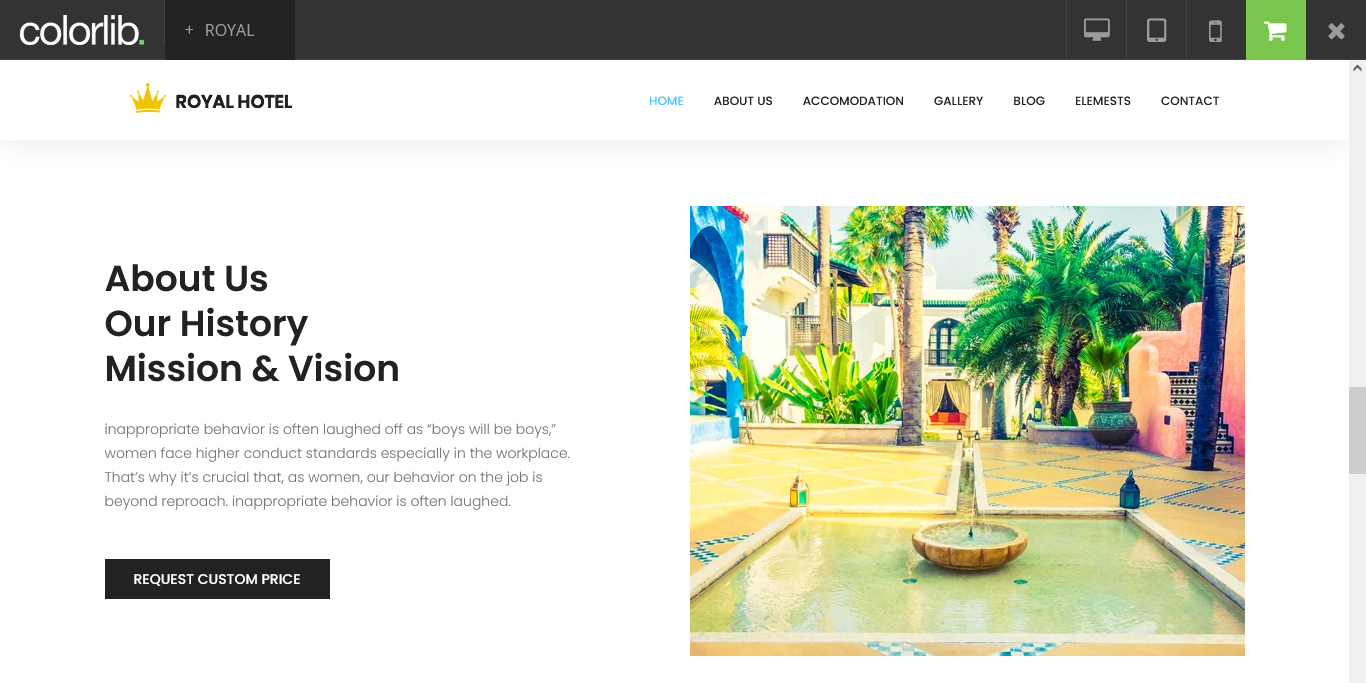 colorlib.
+ ROYAL
ROYAL HOTEL
HOME ABOUT US ACCOMODATION GALLERY BLOG ELEMESTS CONTACT
About Us
Our History
Mission & Vision
inappropriate behavior is often laughed off as “boys will be boys,”
women face higher conduct standards especially in the workplace.
That’s why it’s crucial that, as women, our behavior on the job is
beyond reproach. inappropriate behavior is often laughed.
REQUEST CUSTOM PRICE